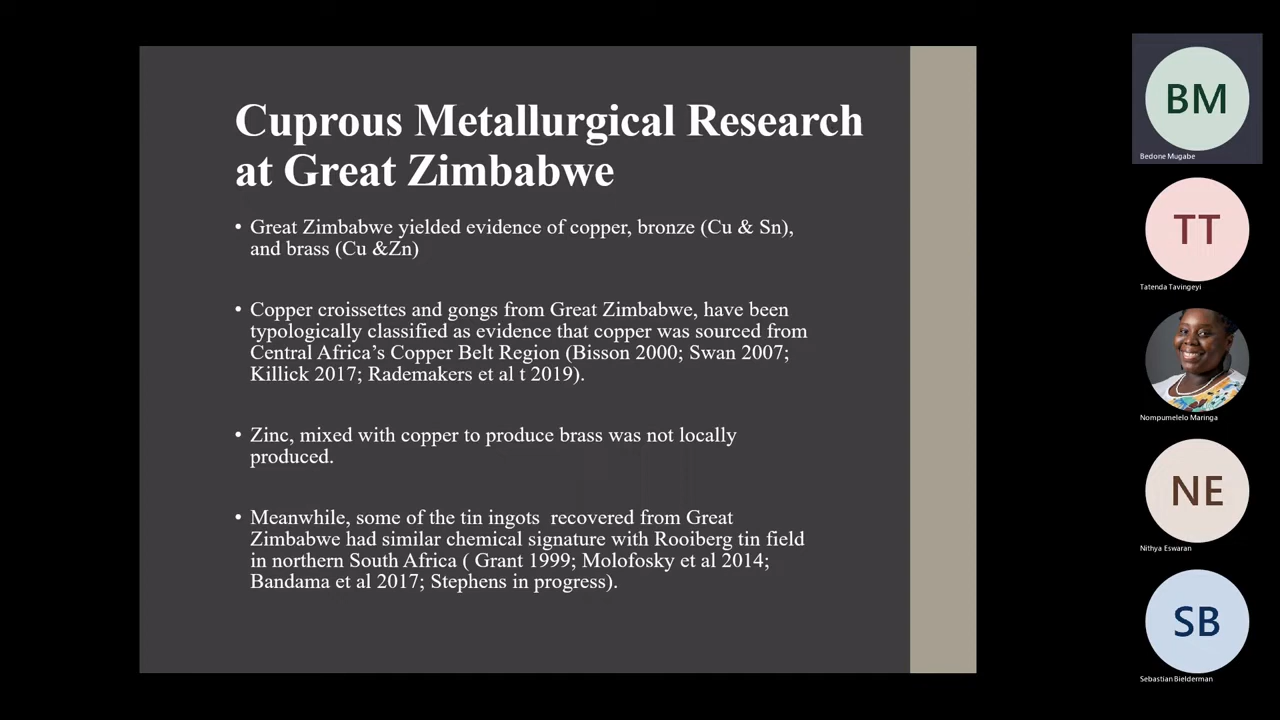 Cuprous Metallurgical Research
at Great Zimbabwe
• Great Zimbabwe yielded evidence of copper, bronze (Cu & Sn),
and brass (Cu &Zn)
• Copper croissettes and gongs from Great Zimbabwe, have been
typologically classified as evidence that copper was sourced from
Central Africa's Copper Belt Region (Bisson 2000; Swan 2007;
Killick 2017; Rademakers et al t 2019).
• Zinc, mixed with copper to produce brass was not locally
produced.
• Meanwhile, some of the tin ingots  recovered from Great
Zimbabwe had similar chemical signature with Rooiberg tin field
in northern South Africa ( Grant 1999; Molofosky et al 2014;
Bandama et al 2017; Stephens in progress).
BM
Bedone Mugabe
TT
Tatenda Tavingeyi
Nompumelelo Maringa
NE
Nithya Eswaran
SB
Sebastian Bielderman